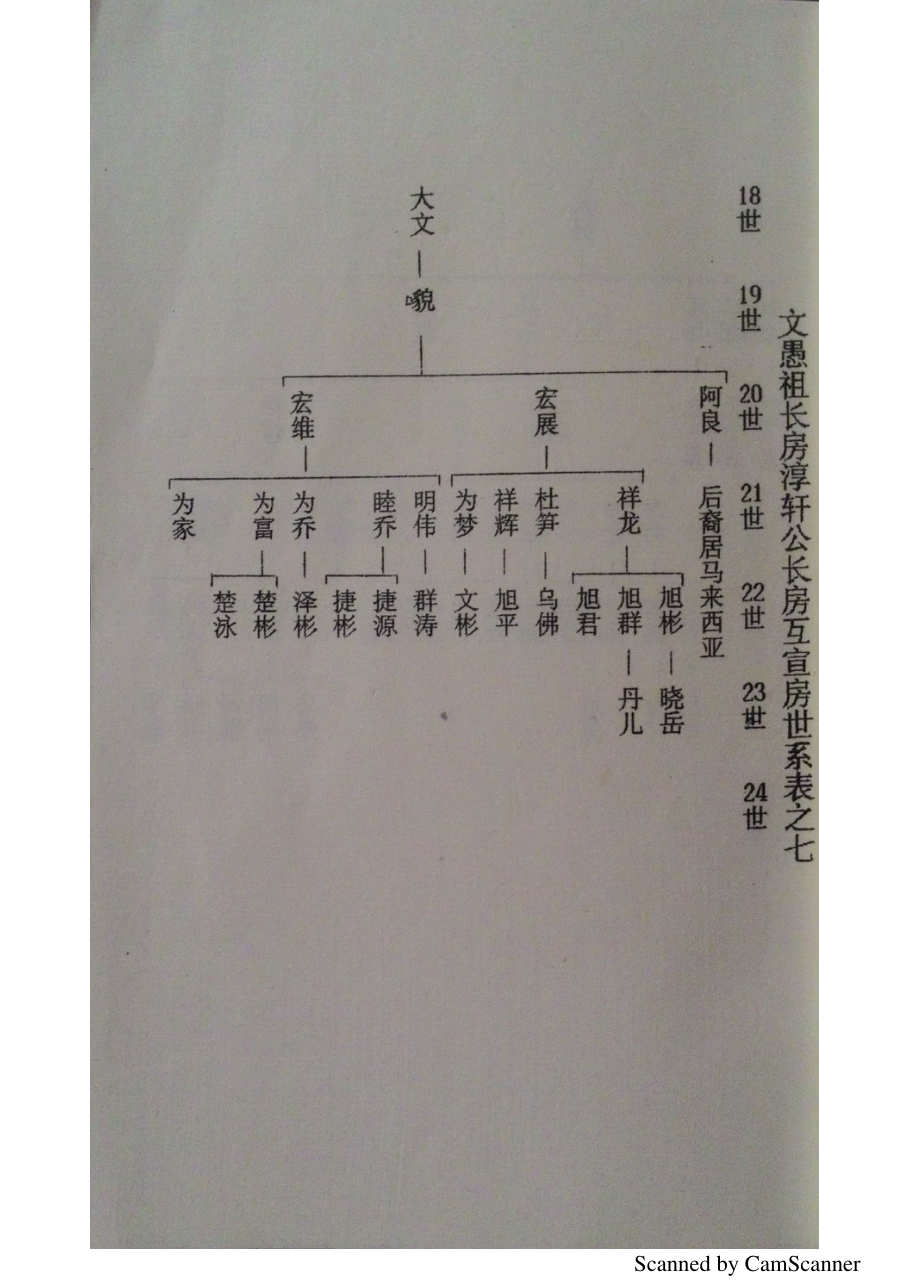 文愚祖长房淳轩公长房互宣房世系表之七
18世
19世
20世
21世
22世
23世
24世
大文
嘪
阿良
后裔居马来西亚
宏展
宏维
祥龙
杜笋
祥辉
为梦
明伟
睦乔
为乔
为富
为家
旭彬
旭群
旭君
乌佛
旭平
文彬
群涛
捷源
捷彬
泽彬
楚彬
楚泳
晓岳
丹儿
Scanned by CamScanner